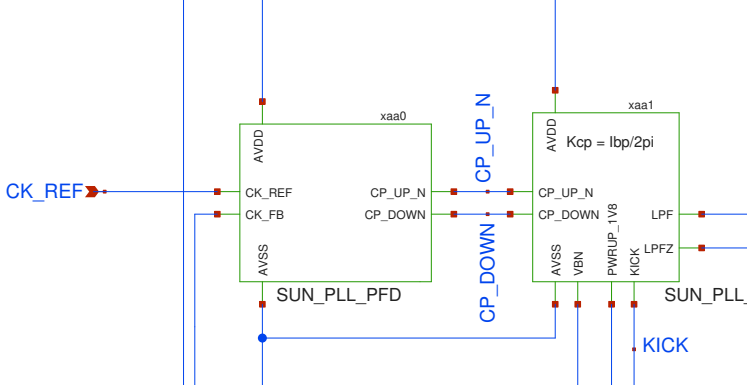 xaa0
xaa1
CP_UP_N
AVDD
AVDD
Kcp = Ibp/2pi
CK_REF
CK_REF
CP_UP_N
CP_UP_N
CK_FB
CP_DOWN
CP_DOWN
LPF
PWRUP_1V8
LPFZ
AVSS
AVSS
VBN
KICK
CP_DOWN
SUN_PLL_PFD
SUN_PLL_
KICK